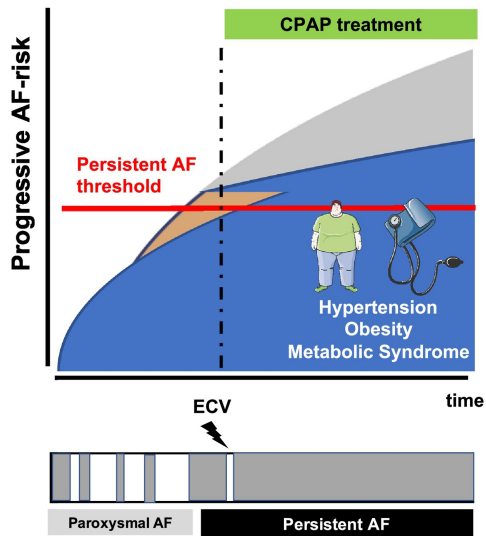 CPAP treatment
Progressive AF-risk
Persistent AF
threshold
Hypertension
Obesity
Metabolic Syndrome
time
ECV
Paroxysmal AF
Persistent AF